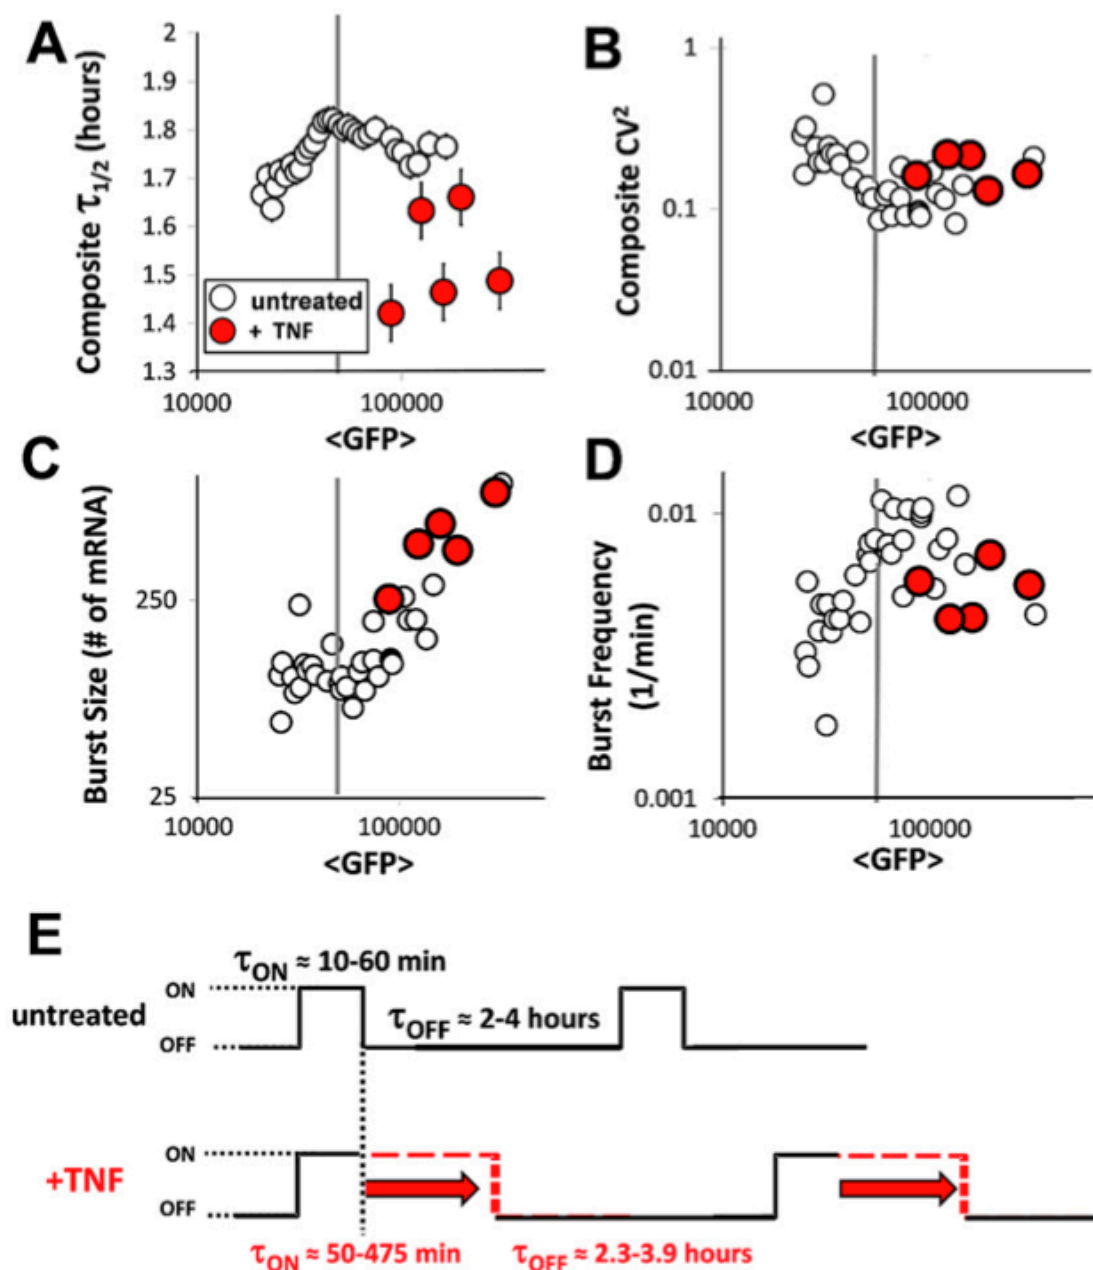 A
Composite τ1/2 (hours)
2
1.9
1.8
1.7
1.6
1.5
1.4
1.3
untreated
+ TNF
10000
100000
<GFP>
B
Composite CV²
1
0.1
0.01
10000
100000
<GFP>
C
Burst Size (# of mRNA)
250
25
10000
100000
<GFP>
D
Burst Frequency
(1/min)
0.01
0.001
10000
100000
<GFP>
E
τON ≈ 10-60 min
untreated
ON
OFF
τOFF ≈ 2-4 hours
+TNF
ON
OFF
τON ≈ 50-475 min
τOFF ≈ 2.3-3.9 hours